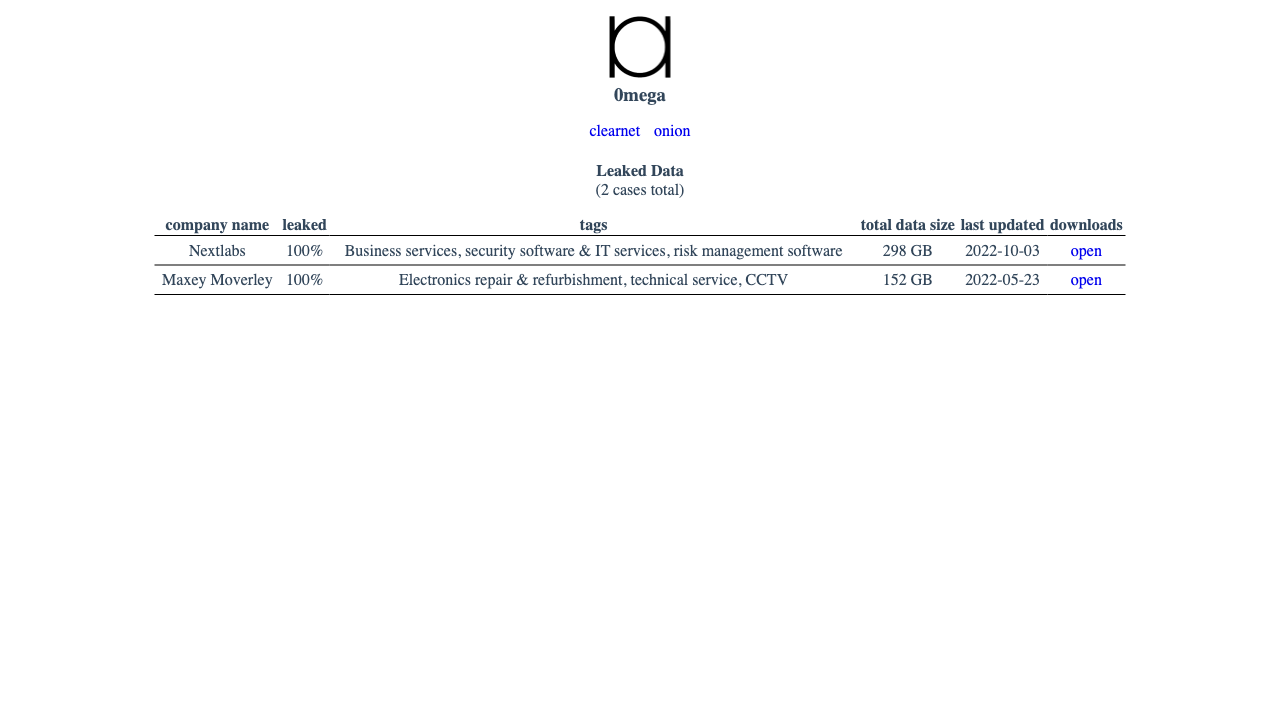 0mega
clearnet onion
Leaked Data
(2 cases total)
company name leaked tags total data size last updated downloads
Nextlabs 100% Business services, security software & IT services, risk management software 298 GB 2022-10-03 open
Maxey Moverley 100% Electronics repair & refurbishment, technical service, CCTV 152 GB 2022-05-23 open